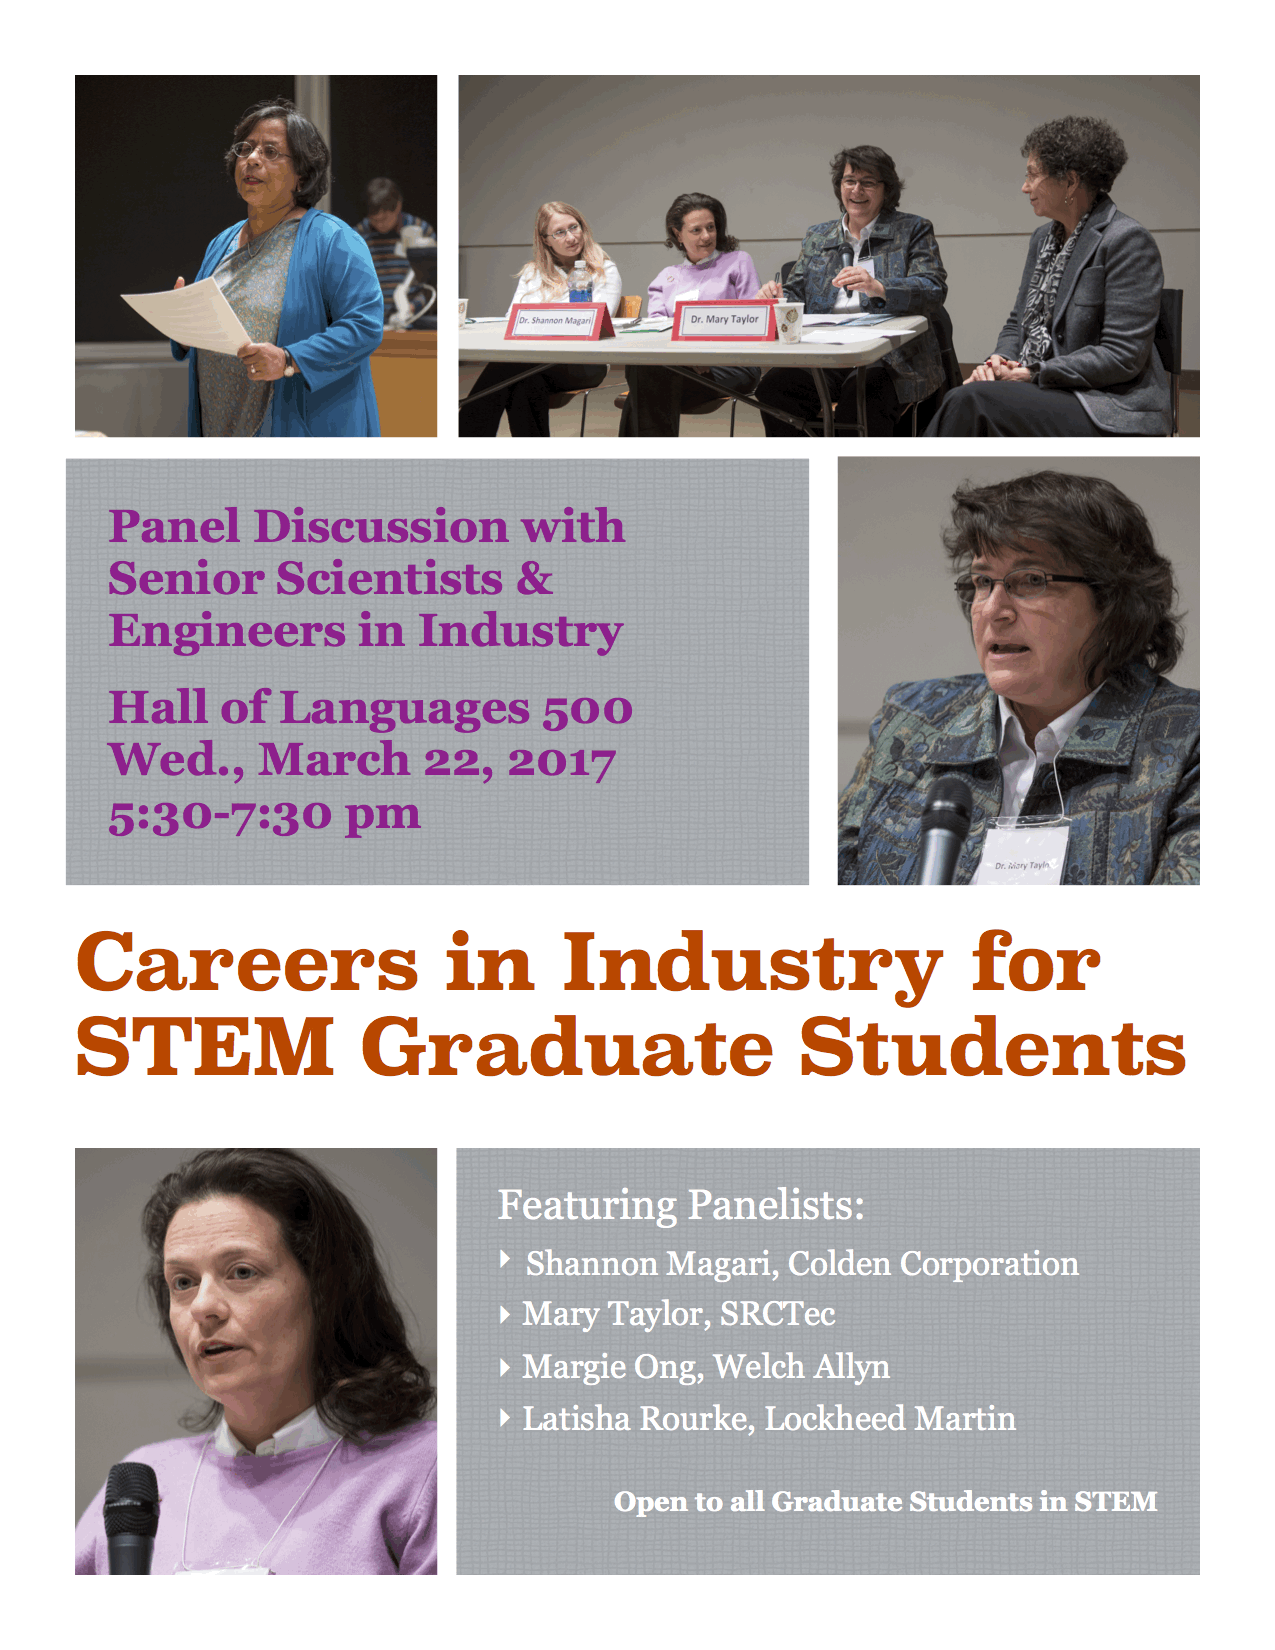 Dr. Shannon Magari
Dr. Mary Taylor
Panel Discussion with
Senior Scientists &
Engineers in Industry
Hall of Languages 500
Wed., March 22, 2017
5:30-7:30 pm
Dr. Mary Taylor
Careers in Industry for
STEM Graduate Students
Featuring Panelists:
Shannon Magari, Colden Corporation
Mary Taylor, SRCTec
Margie Ong, Welch Allyn
Latisha Rourke, Lockheed Martin
Open to all Graduate Students in STEM